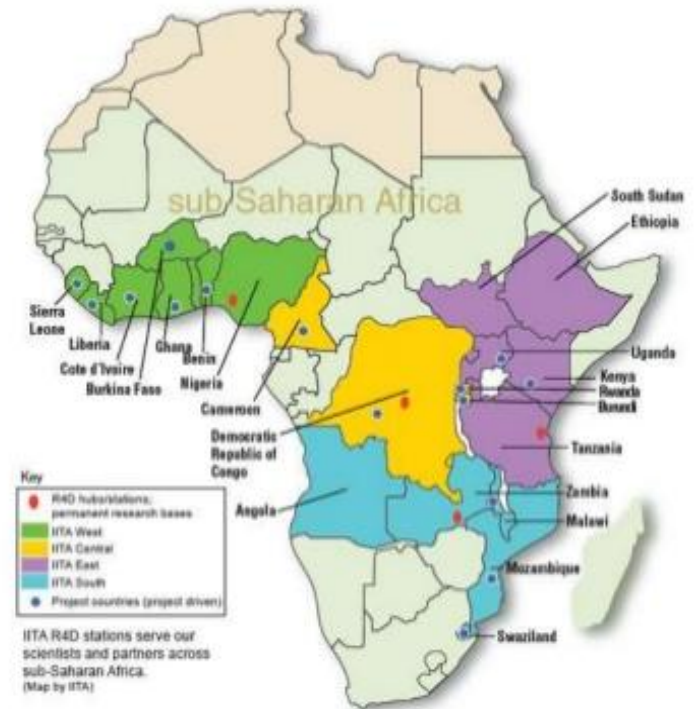 sub-Saharan Africa
South Sudan
Ethiopia
Sierra
Leone
Liberia
Cote d'Ivoire
Burkina Faso
Ghana
Benin
Nigeria
Cameroon
Democratic
Republic of
Congo
Uganda
Kenya
Rwanda
Burundi
Tanzania
Angola
Zambia
Malawi
Mozambique
Swaziland
Key
R4D hubs/stations;
permanent research bases
IITA West
IITA Central
IITA East
IITA South
Project countries (project driven)
IITA R4D stations serve our
scientists and partners across
sub-Saharan Africa.
(Map by IITA)